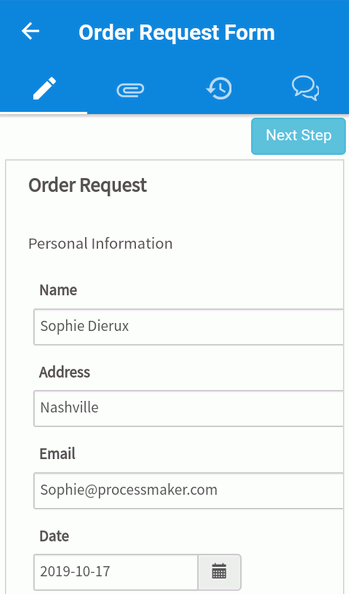 Order Request Form
Next Step
Order Request
Personal Information
Name
Sophie Dierux
Address
Nashville
Email
Sophie@processmaker.com
Date
2019-10-17